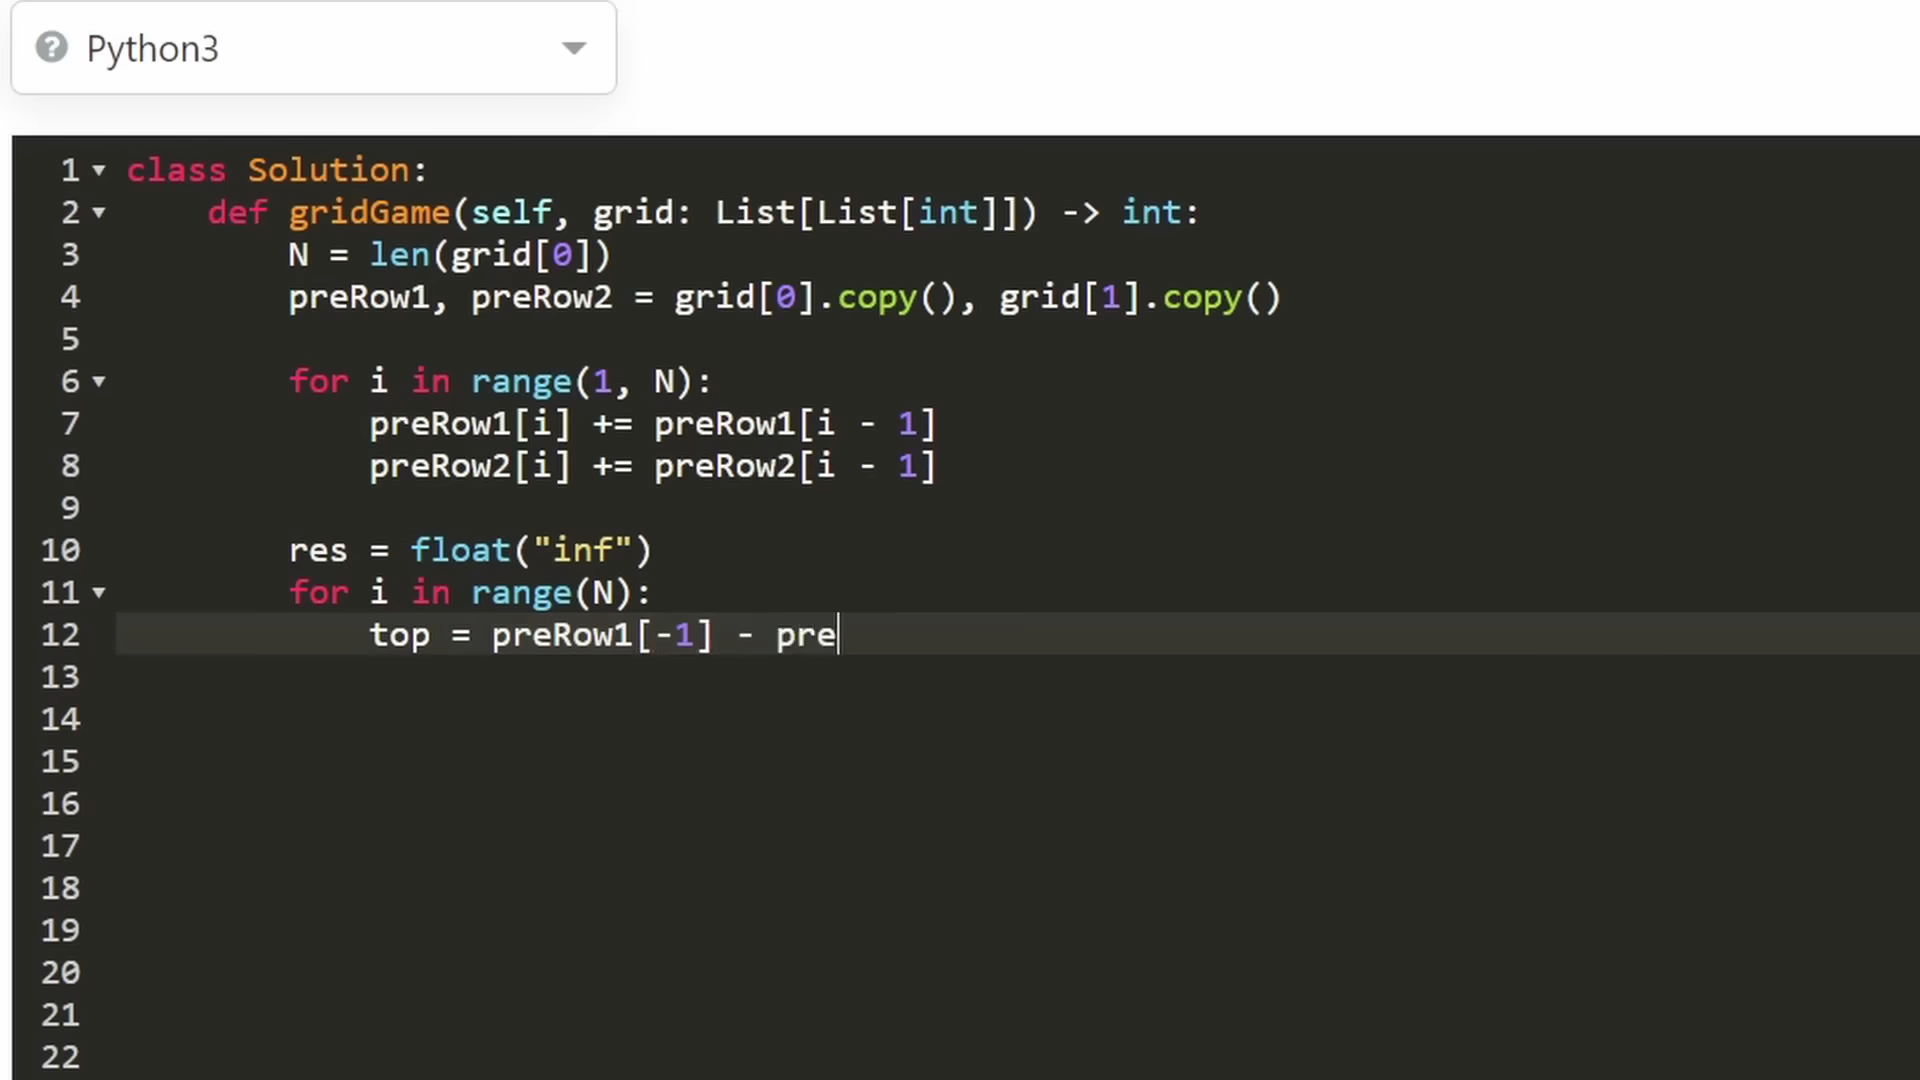 Python3
1 class Solution:
2 def gridGame(self, grid: List[List[int]]) -> int:
3 N = len(grid[0])
4 preRow1, preRow2 = grid[0].copy(), grid[1].copy()
5
6 for i in range(1, N):
7 preRow1[i] += preRow1[i - 1]
8 preRow2[i] += preRow2[i - 1]
9
10 res = float("inf")
11 for i in range(N):
12 top = preRow1[-1] - pre
13
14
15
16
17
18
19
20
21
22